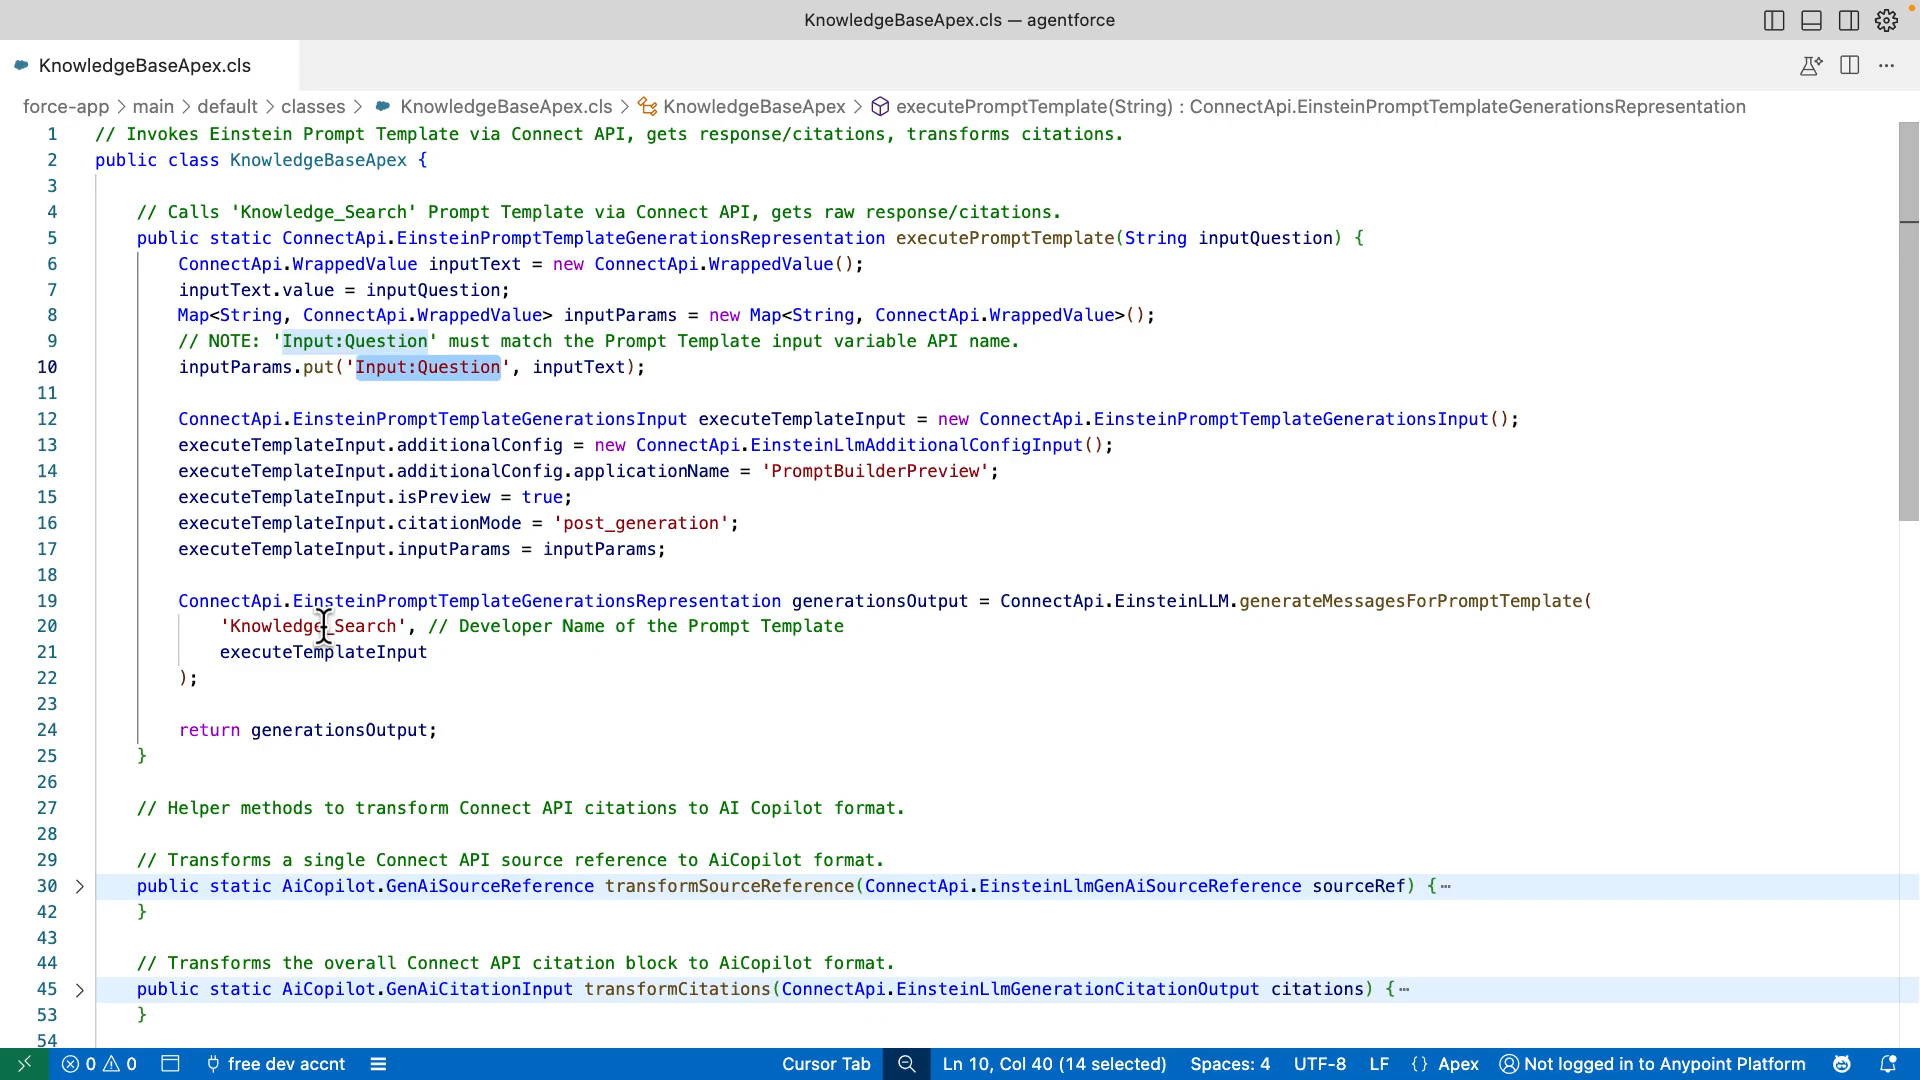 KnowledgeBaseApex.cls — agentforce
KnowledgeBaseApex.cls
force-app > main > default > classes > KnowledgeBaseApex.cls > KnowledgeBaseApex > executePromptTemplate(String) : ConnectApi.EinsteinPromptTemplateGenerationsRepresentation
1 // Invokes Einstein Prompt Template via Connect API, gets response/citations, transforms citations.
2 public class KnowledgeBaseApex {
3
4 // Calls 'Knowledge_Search' Prompt Template via Connect API, gets raw response/citations.
5 public static ConnectApi.EinsteinPromptTemplateGenerationsRepresentation executePromptTemplate(String inputQuestion) {
6 ConnectApi.WrappedValue inputText = new ConnectApi.WrappedValue();
7 inputText.value = inputQuestion;
8 Map<String, ConnectApi.WrappedValue> inputParams = new Map<String, ConnectApi.WrappedValue>();
9 // NOTE: 'Input:Question' must match the Prompt Template input variable API name.
10 inputParams.put('Input:Question', inputText);
11
12 ConnectApi.EinsteinPromptTemplateGenerationsInput executeTemplateInput = new ConnectApi.EinsteinPromptTemplateGenerationsInput();
13 executeTemplateInput.additionalConfig = new ConnectApi.EinsteinLlmAdditionalConfigInput();
14 executeTemplateInput.additionalConfig.applicationName = 'PromptBuilderPreview';
15 executeTemplateInput.isPreview = true;
16 executeTemplateInput.citationMode = 'post_generation';
17 executeTemplateInput.inputParams = inputParams;
18
19 ConnectApi.EinsteinPromptTemplateGenerationsRepresentation generationsOutput = ConnectApi.EinsteinLLM.generateMessagesForPromptTemplate(
20 'Knowledge_Search', // Developer Name of the Prompt Template
21 executeTemplateInput
22 );
23
24 return generationsOutput;
25 }
26
27 // Helper methods to transform Connect API citations to AI Copilot format.
28
29 // Transforms a single Connect API source reference to AiCopilot format.
30 > public static AiCopilot.GenAiSourceReference transformSourceReference(ConnectApi.EinsteinLlmGenAiSourceReference sourceRef) {⋯
42 }
43
44 // Transforms the overall Connect API citation block to AiCopilot format.
45 > public static AiCopilot.GenAiCitationInput transformCitations(ConnectApi.EinsteinLlmGenerationCitationOutput citations) {⋯
53 }
54
0 0 free dev accnt Cursor Tab Ln 10, Col 40 (14 selected) Spaces: 4 UTF-8 LF {} Apex Not logged in to Anypoint Platform